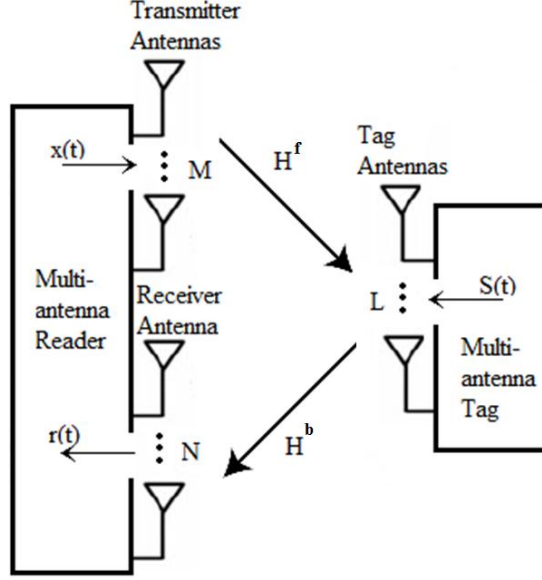 Transmitter
Antennas
x(t)
M
H^f
Tag
Antennas
Multi-
antenna
Reader
Receiver
Antenna
L
S(t)
Multi-
antenna
Tag
r(t)
N
H^b